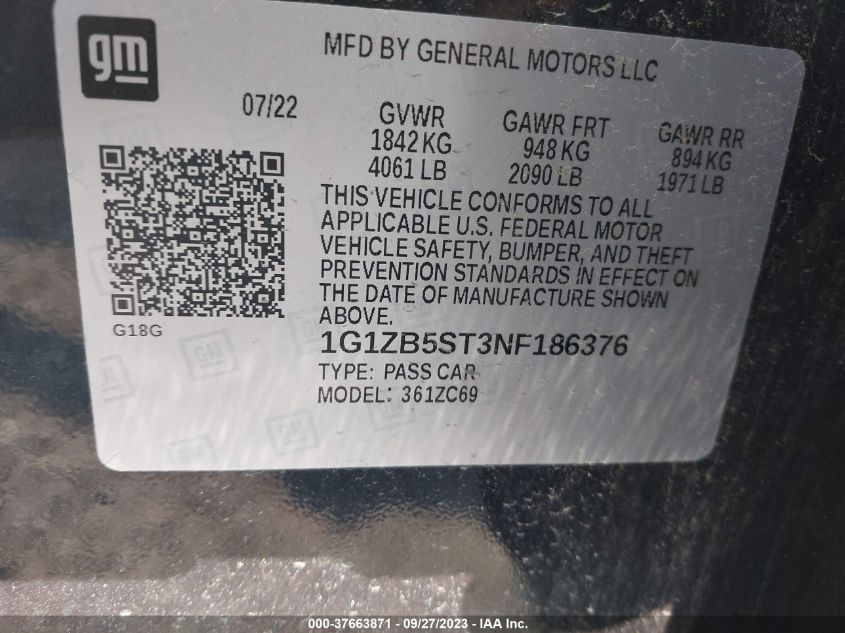 gm
MFD BY GENERAL MOTORS LLC
07/22
GVWR
1842 KG
4061 LB
GAWR FRT
948 KG
2090 LB
GAWR RR
894 KG
1971 LB
THIS VEHICLE CONFORMS TO ALL
APPLICABLE U.S. FEDERAL MOTOR
VEHICLE SAFETY, BUMPER, AND THEFT
PREVENTION STANDARDS IN EFFECT ON
THE DATE OF MANUFACTURE SHOWN
ABOVE.
G18G
1G1ZB5ST3NF186376
TYPE: PASS CAR
MODEL: 361ZC69
000-37663871 - 09/27/2023 - IAA Inc.